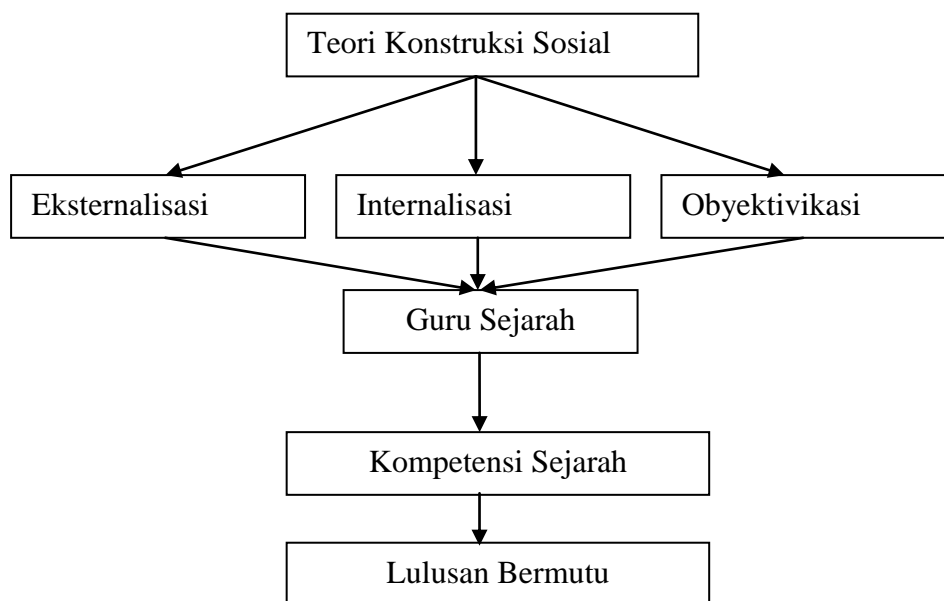 Teori Konstruksi Sosial
Eksternalisasi
Internalisasi
Obyektivikasi
Guru Sejarah
Kompetensi Sejarah
Lulusan Bermutu